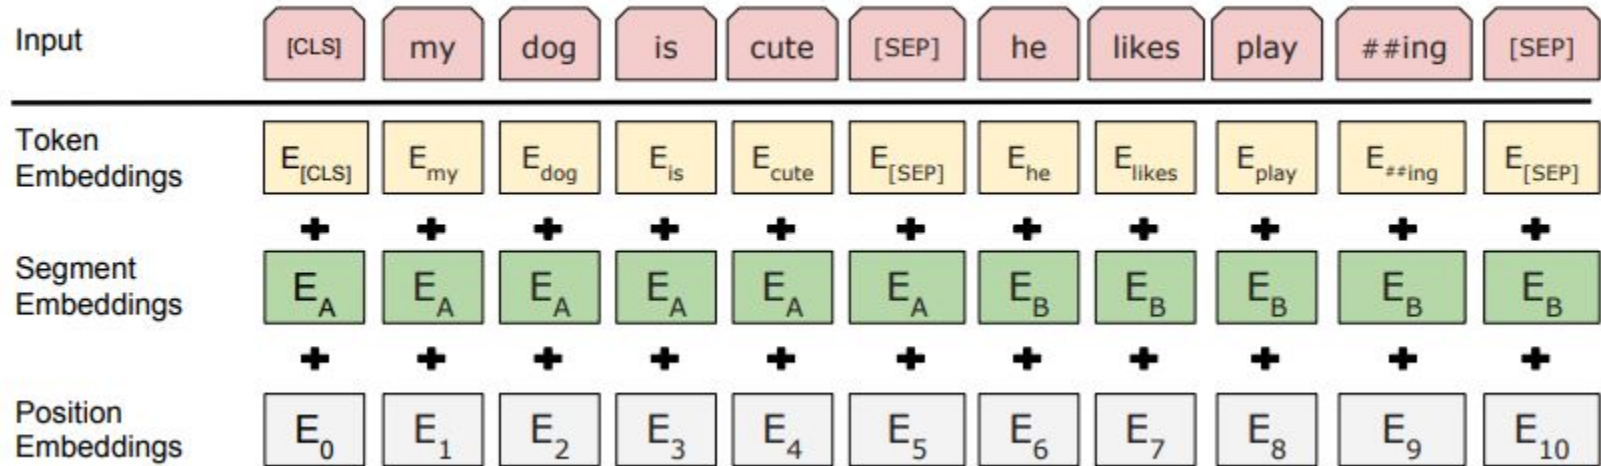 Input [CLS] my dog is cute [SEP] he likes play ##ing [SEP]
Token Embeddings E[CLS] Emy Edog Eis Ecute E[SEP] Ehe Elikes Eplay E##ing E[SEP]
+ + + + + + + + + + +
Segment Embeddings EA EA EA EA EA EA EB EB EB EB EB
+ + + + + + + + + + +
Position Embeddings E0 E1 E2 E3 E4 E5 E6 E7 E8 E9 E10